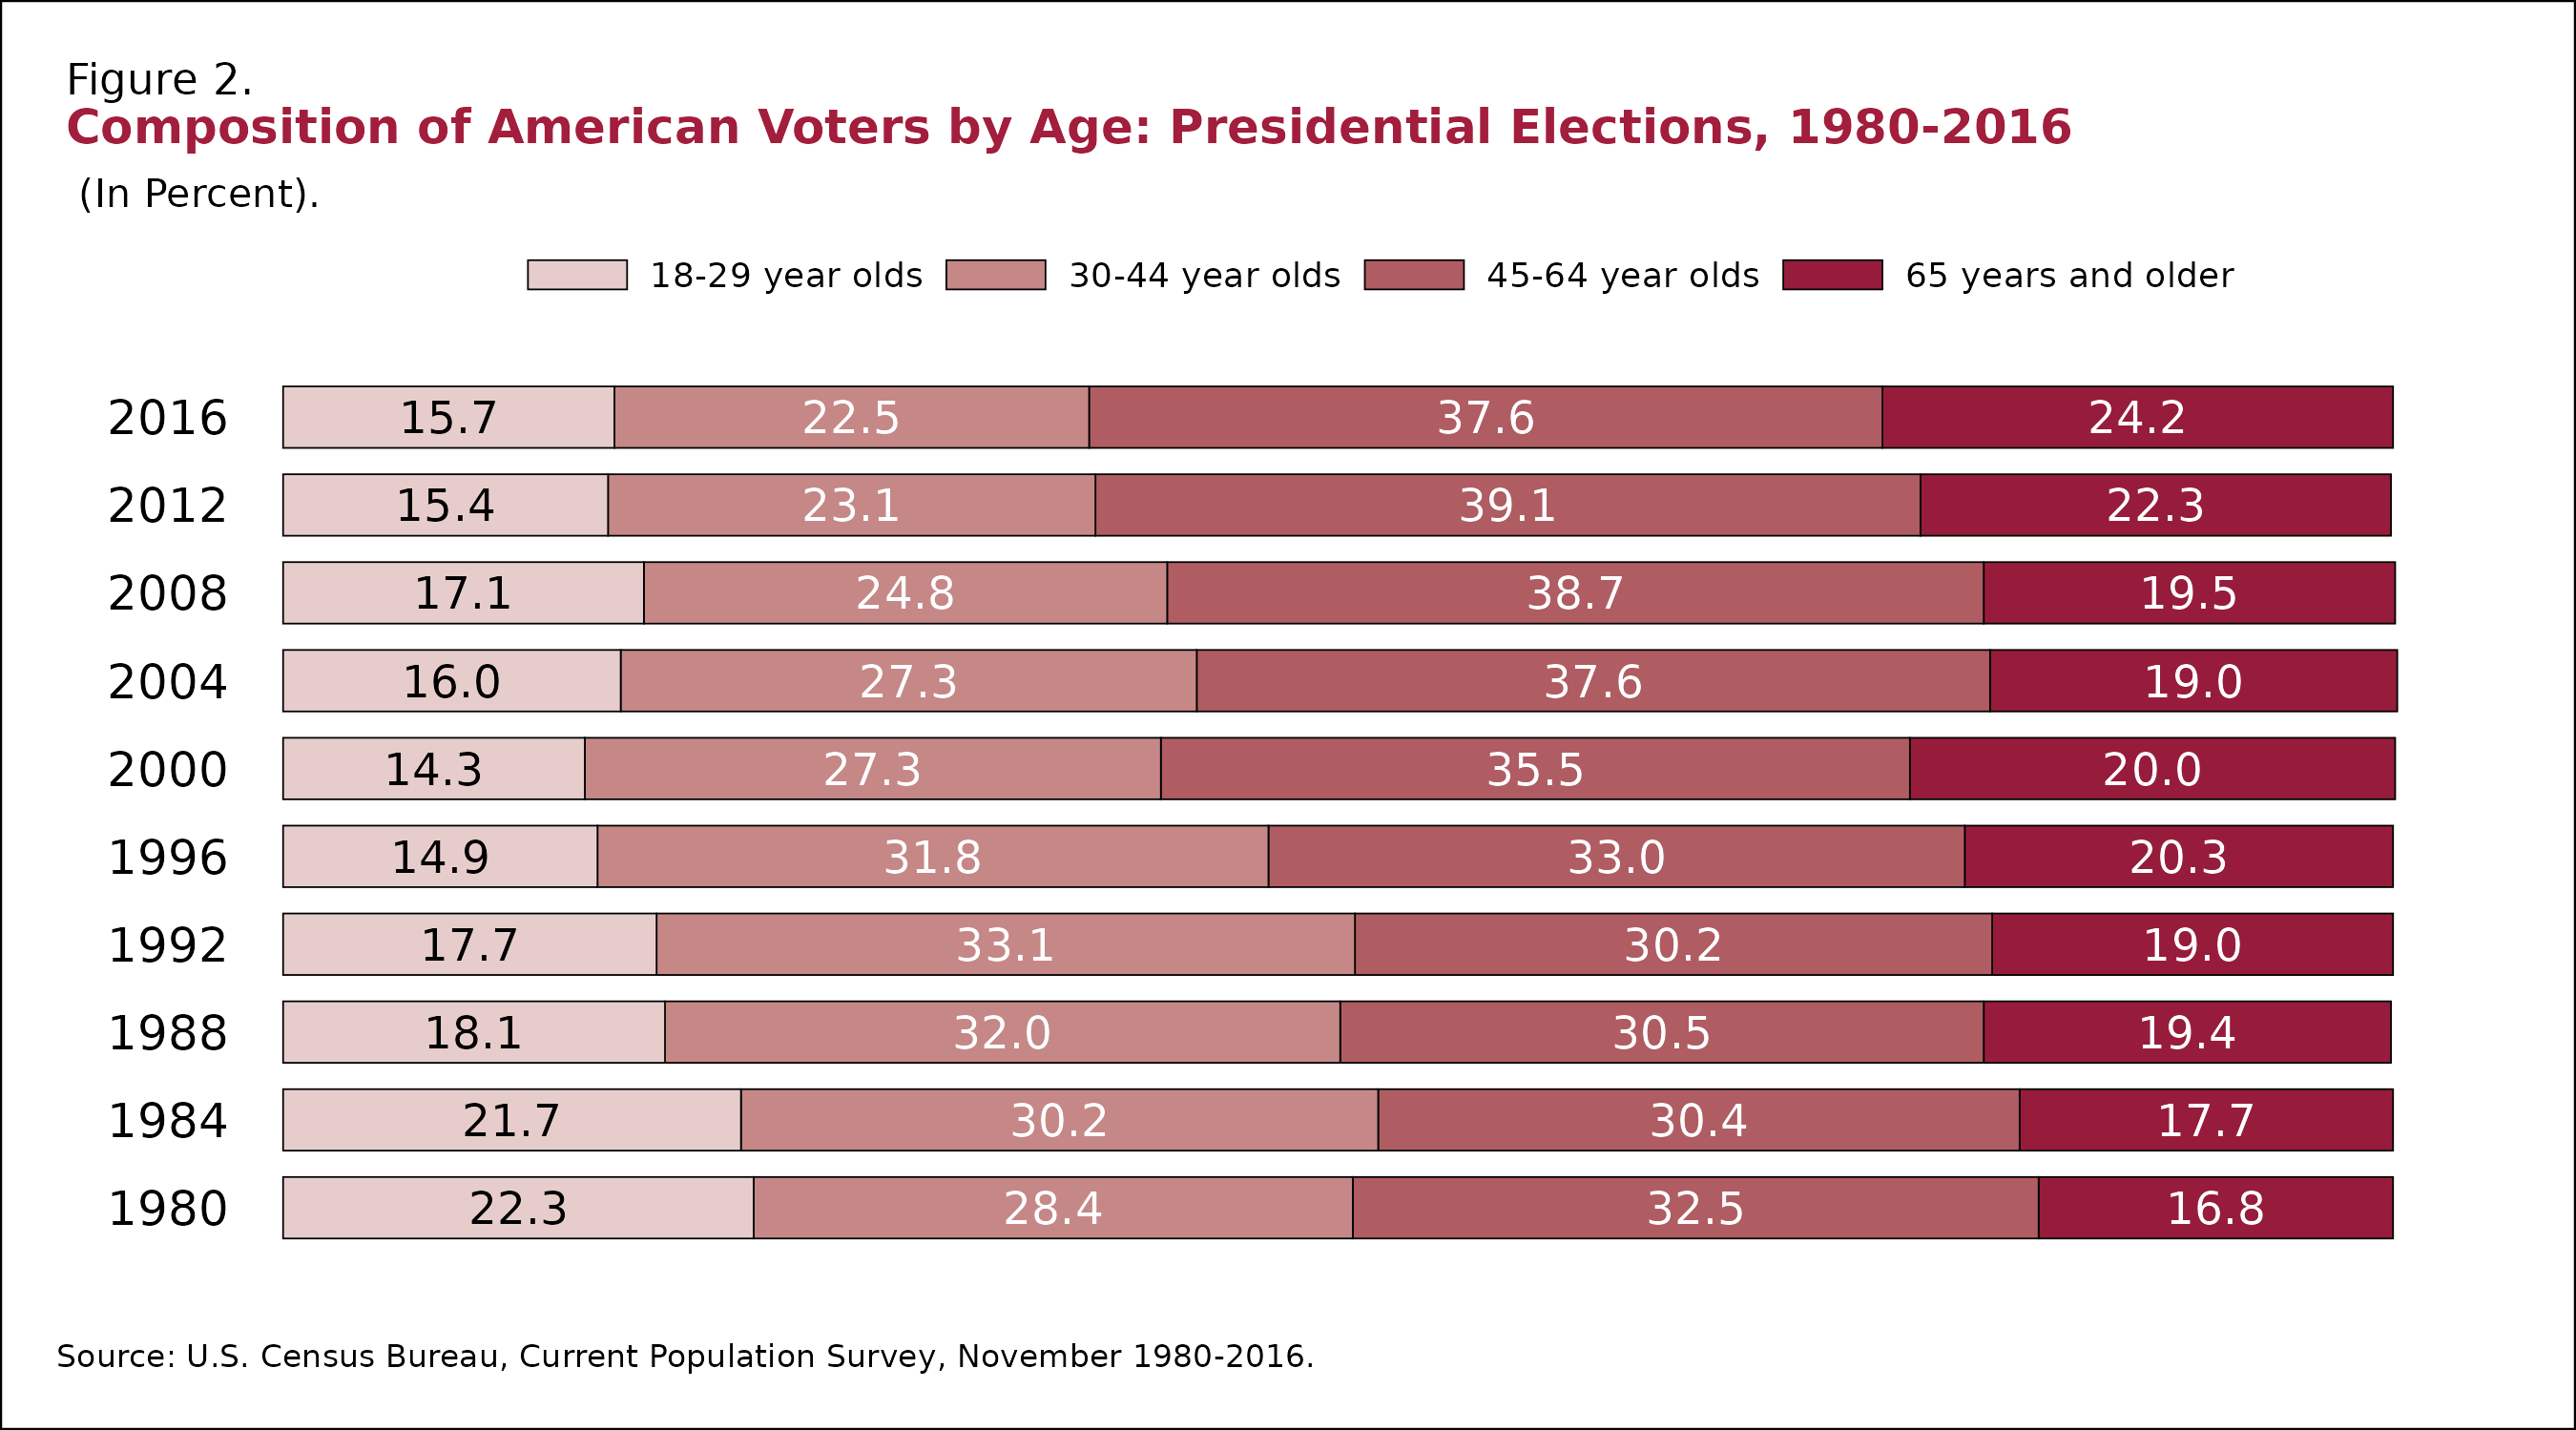 Figure 2.
Composition of American Voters by Age: Presidential Elections, 1980-2016
(In Percent).
18-29 year olds 30-44 year olds 45-64 year olds 65 years and older
2016 15.7 22.5 37.6 24.2
2012 15.4 23.1 39.1 22.3
2008 17.1 24.8 38.7 19.5
2004 16.0 27.3 37.6 19.0
2000 14.3 27.3 35.5 20.0
1996 14.9 31.8 33.0 20.3
1992 17.7 33.1 30.2 19.0
1988 18.1 32.0 30.5 19.4
1984 21.7 30.2 30.4 17.7
1980 22.3 28.4 32.5 16.8
Source: U.S. Census Bureau, Current Population Survey, November 1980-2016.